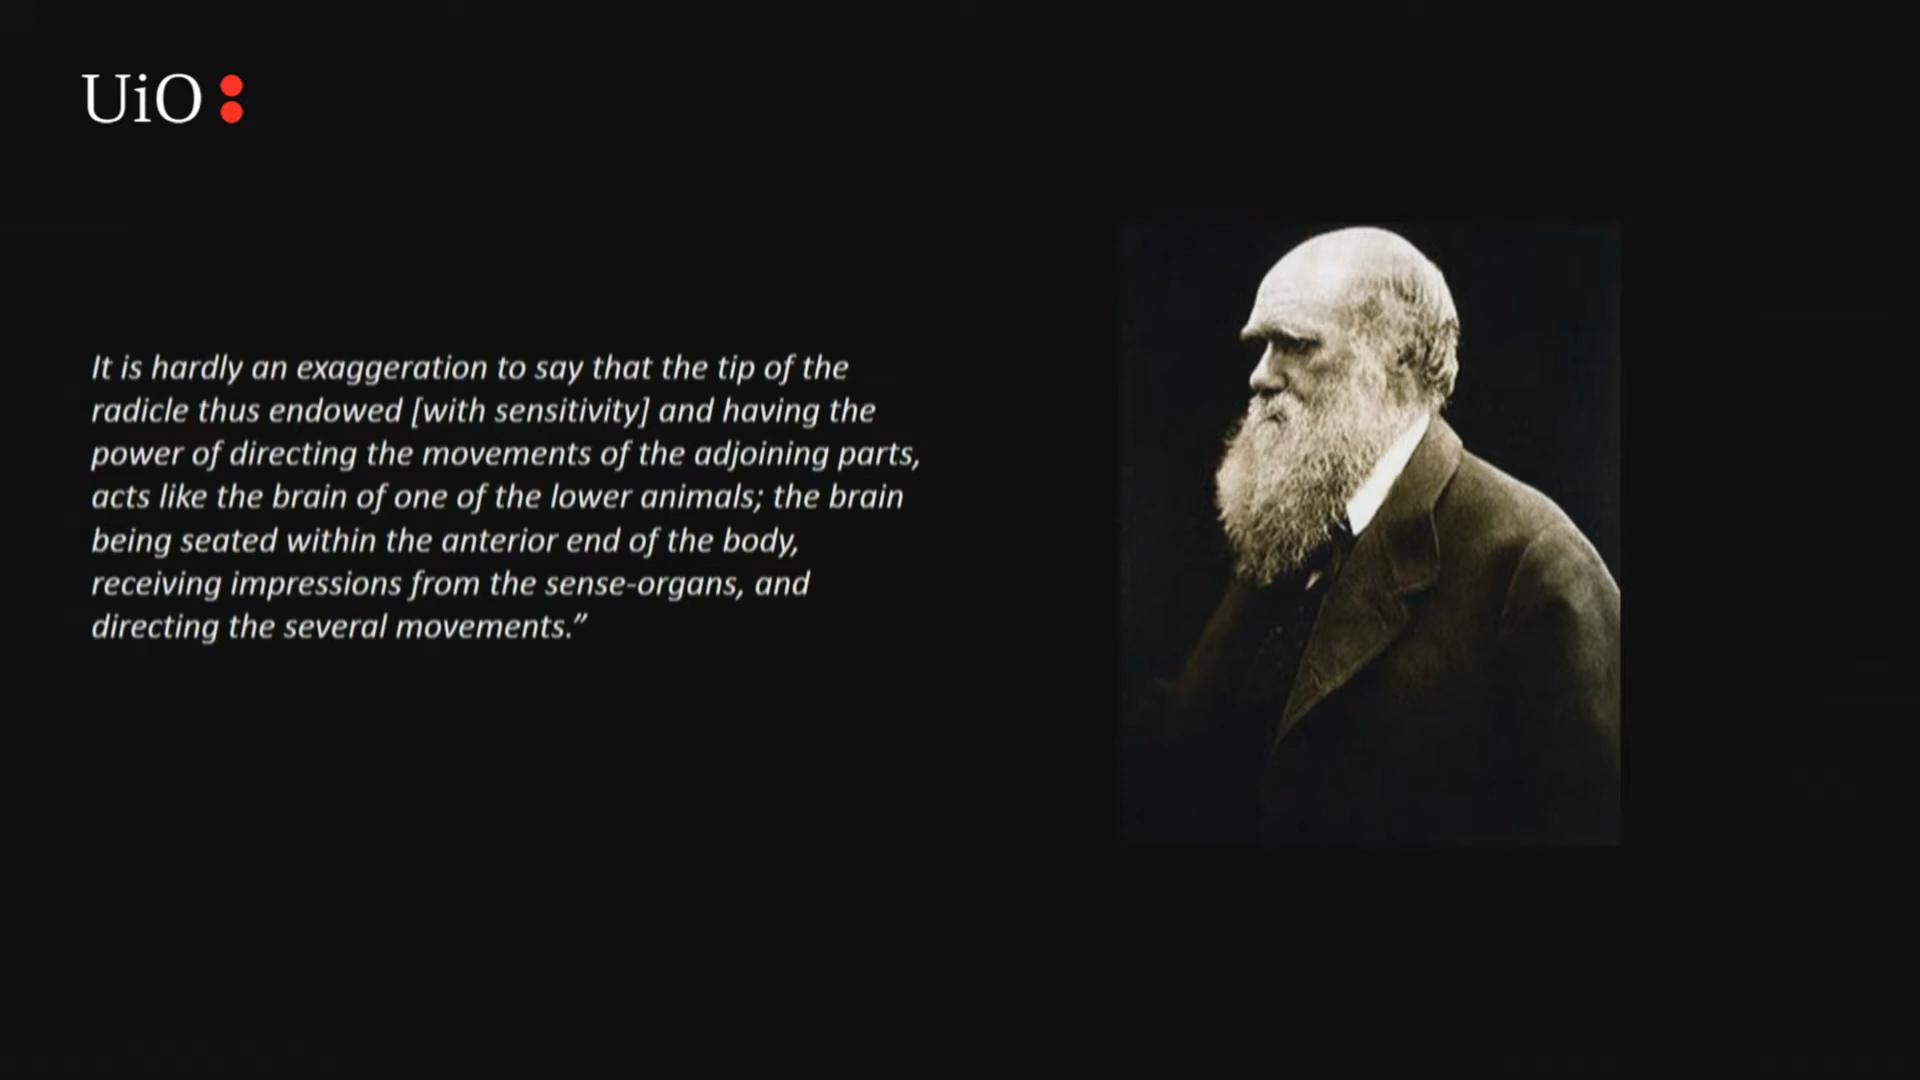 UiO:
It is hardly an exaggeration to say that the tip of the
radicle thus endowed [with sensitivity] and having the
power of directing the movements of the adjoining parts,
acts like the brain of one of the lower animals; the brain
being seated within the anterior end of the body,
receiving impressions from the sense-organs, and
directing the several movements.”